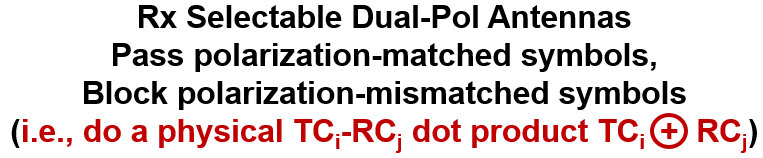 Rx Selectable Dual-Pol Antennas
Pass polarization-matched symbols,
Block polarization-mismatched symbols
(i.e., do a physical TCi-RCj dot product TCi ⊕ RCj)